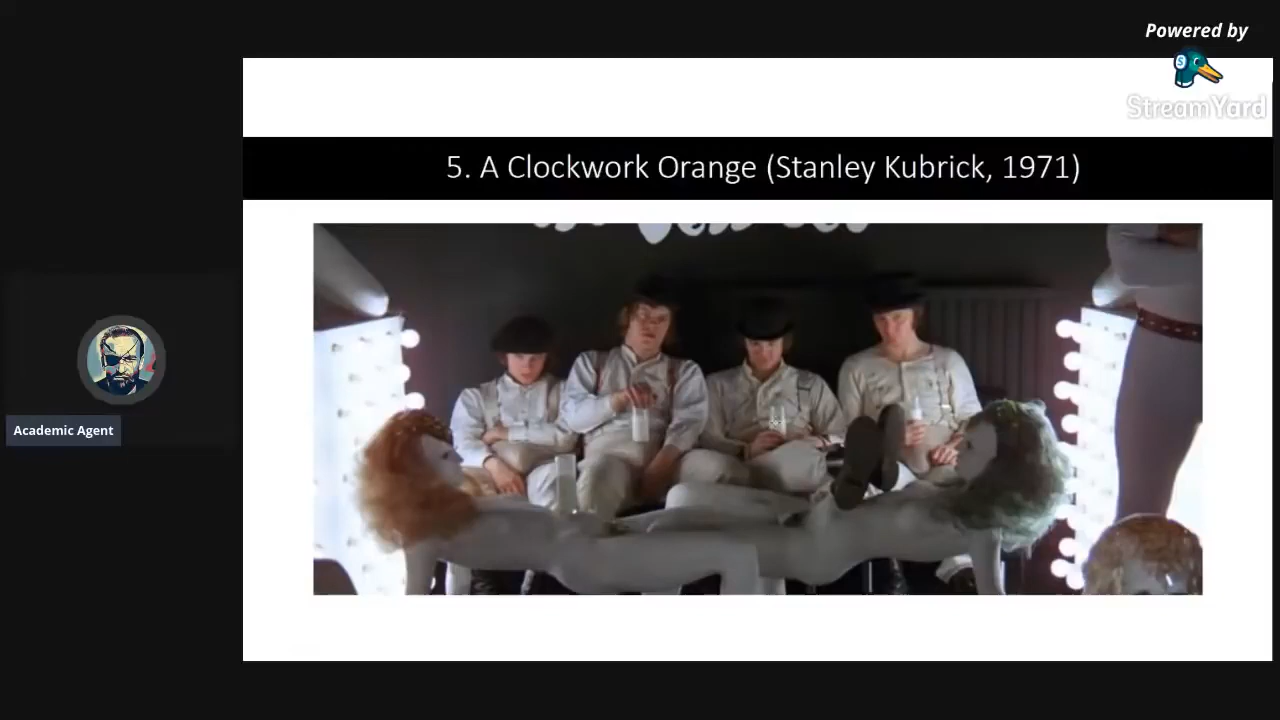 Powered by
StreamYard
5. A Clockwork Orange (Stanley Kubrick, 1971)
Academic Agent